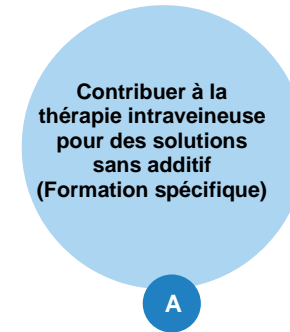 Contribuer à la
thérapie intraveineuse
pour des solutions
sans additif
(Formation spécifique)
A